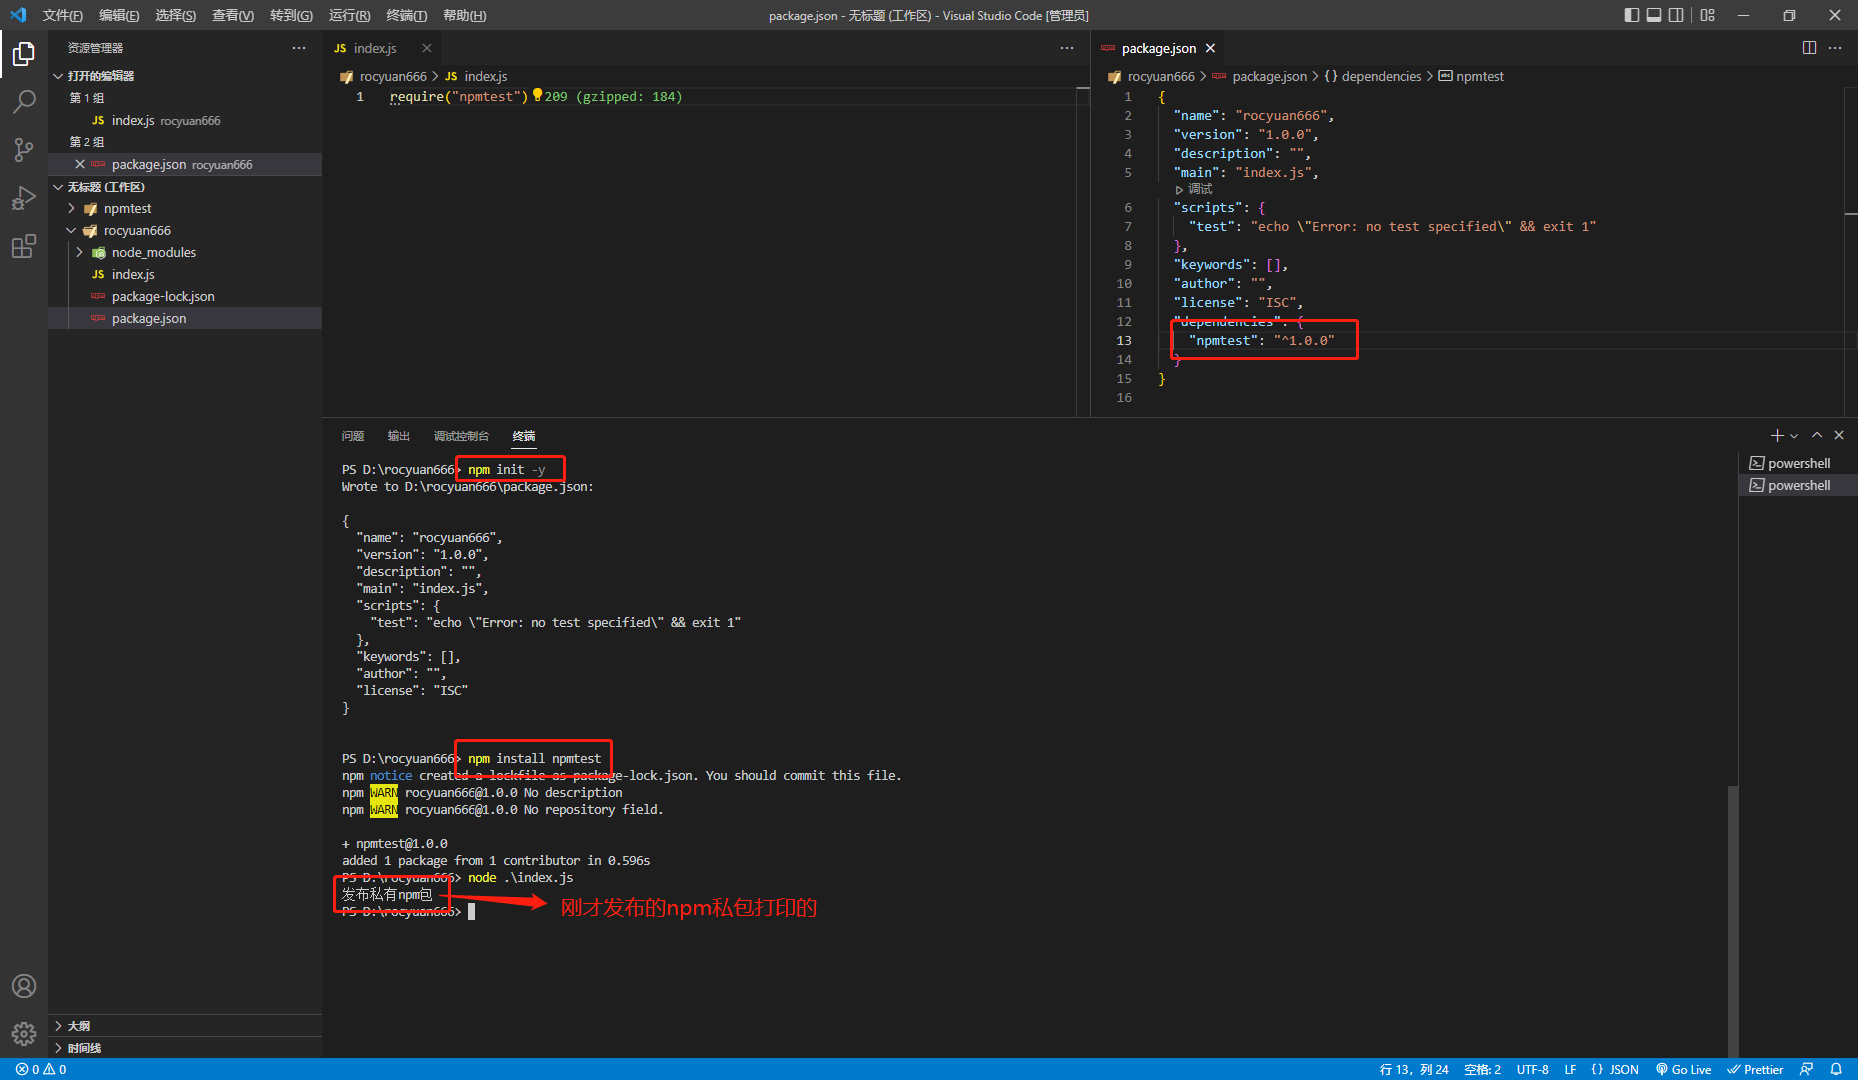 文件(F) 编辑(E) 选择(S) 查看(V) 转到(G) 运行(R) 终端(T) 帮助(H)
package.json - 无标题 (工作区) - Visual Studio Code [管理员]
资源管理器
打开的编辑器
第 1 组
JS index.js rocyuan666
第 2 组
package.json rocyuan666
无标题 (工作区)
npmtest
rocyuan666
node_modules
JS index.js
package-lock.json
package.json
大纲
时间线
JS index.js
rocyuan666 > JS index.js
1 require("npmtest") 209 (gzipped: 184)
package.json
rocyuan666 > package.json > {} dependencies > npmtest
1 {
2 "name": "rocyuan666",
3 "version": "1.0.0",
4 "description": "",
5 "main": "index.js",
调试
6 "scripts": {
7 "test": "echo \"Error: no test specified\" && exit 1"
8 },
9 "keywords": [],
10 "author": "",
11 "license": "ISC",
12 "dependencies": {
13 "npmtest": "^1.0.0"
14 }
15 }
16
问题 输出 调试控制台 终端
PS D:\rocyuan666> npm init -y
Wrote to D:\rocyuan666\package.json:
{
"name": "rocyuan666",
"version": "1.0.0",
"description": "",
"main": "index.js",
"scripts": {
"test": "echo \"Error: no test specified\" && exit 1"
},
"keywords": [],
"author": "",
"license": "ISC"
}
PS D:\rocyuan666> npm install npmtest
npm notice created a lockfile as package-lock.json. You should commit this file.
npm WARN rocyuan666@1.0.0 No description
npm WARN rocyuan666@1.0.0 No repository field.
+ npmtest@1.0.0
added 1 package from 1 contributor in 0.596s
PS D:\rocyuan666> node .\index.js
发布私有npm包
刚才发布的npm私包打印的
PS D:\rocyuan666>
powershell
powershell
0 0
行 13，列 24 空格: 2 UTF-8 LF {} JSON Go Live Prettier